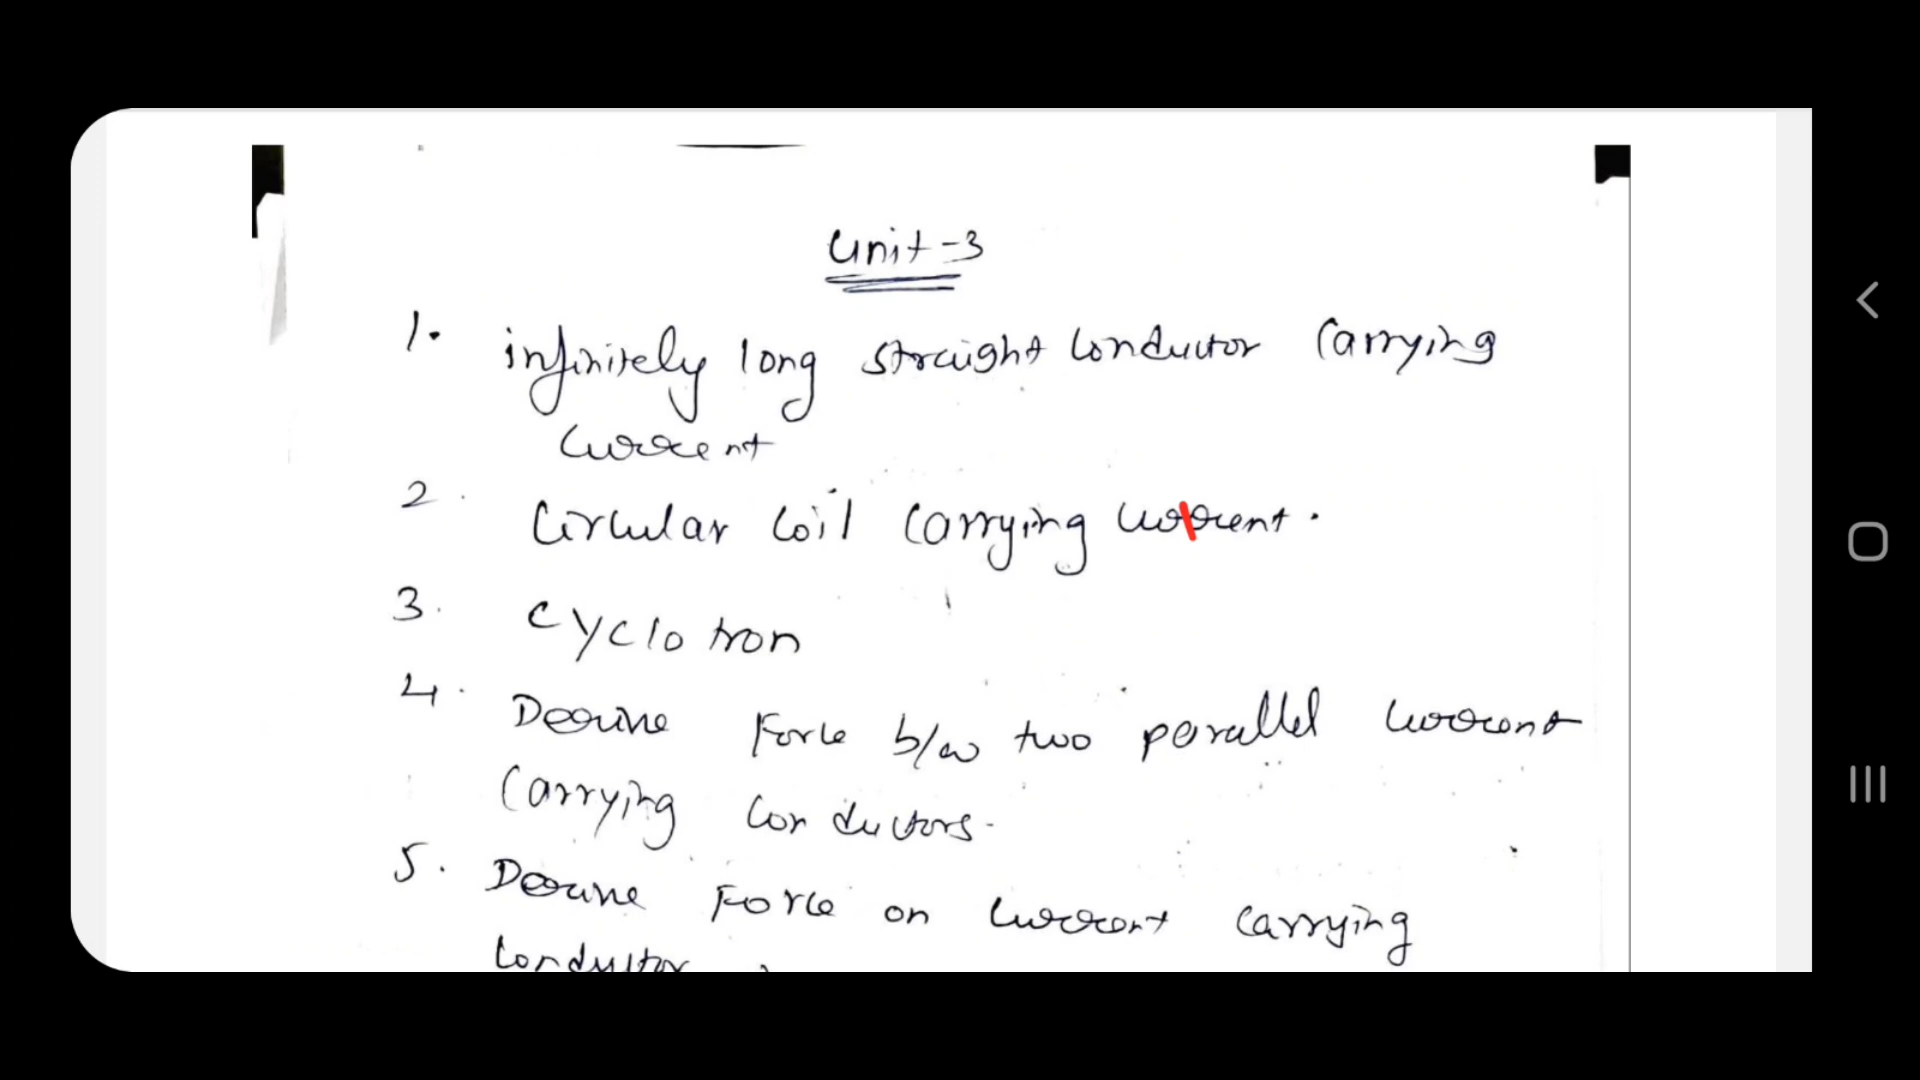 Unit-3
1. infinitely long straight Conductor Carrying
Current
2. Circular Coil Carrying Current.
3. Cyclotron
4. Derive Force b/w two parallel Current
Carrying Conductors.
5. Derive Force on Current Carrying
Conductor